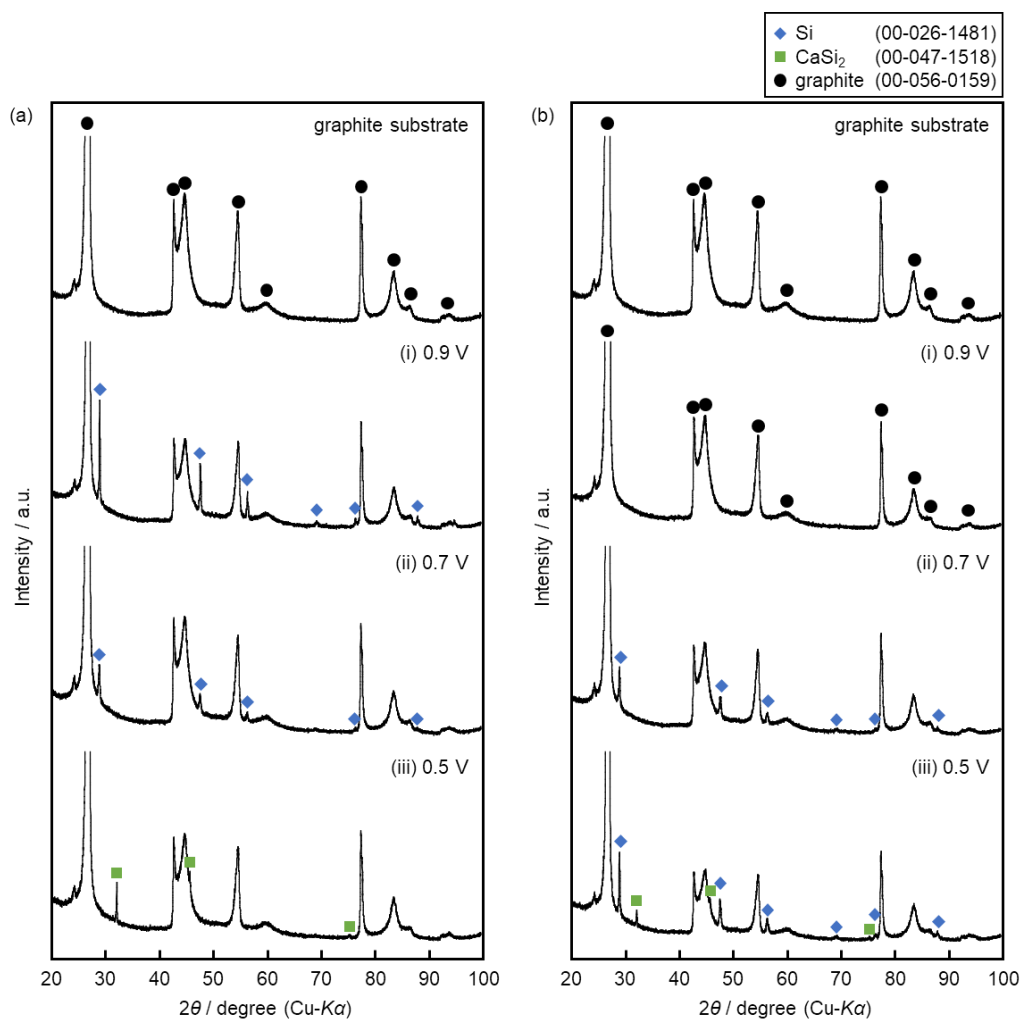 Si (00-026-1481)
CaSi₂ (00-047-1518)
graphite (00-056-0159)
(a)
graphite substrate
(i) 0.9 V
(ii) 0.7 V
(iii) 0.5 V
Intensity / a.u.
20 30 40 50 60 70 80 90 100
2θ / degree (Cu-Kα)
(b)
graphite substrate
(i) 0.9 V
(ii) 0.7 V
(iii) 0.5 V
Intensity / a.u.
20 30 40 50 60 70 80 90 100
2θ / degree (Cu-Kα)